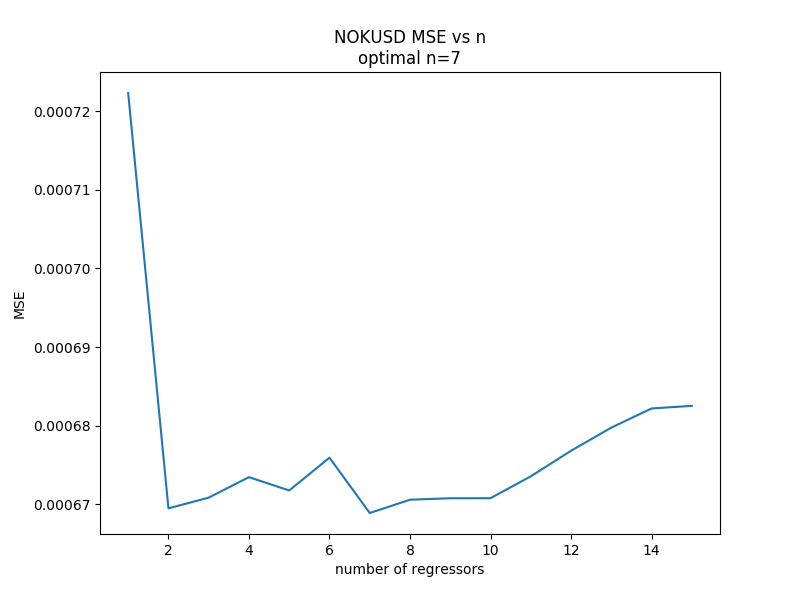 NOKUSD MSE vs n
optimal n=7
0.00072
0.00071
0.00070
0.00069
0.00068
0.00067
MSE
2 4 6 8 10 12 14
number of regressors